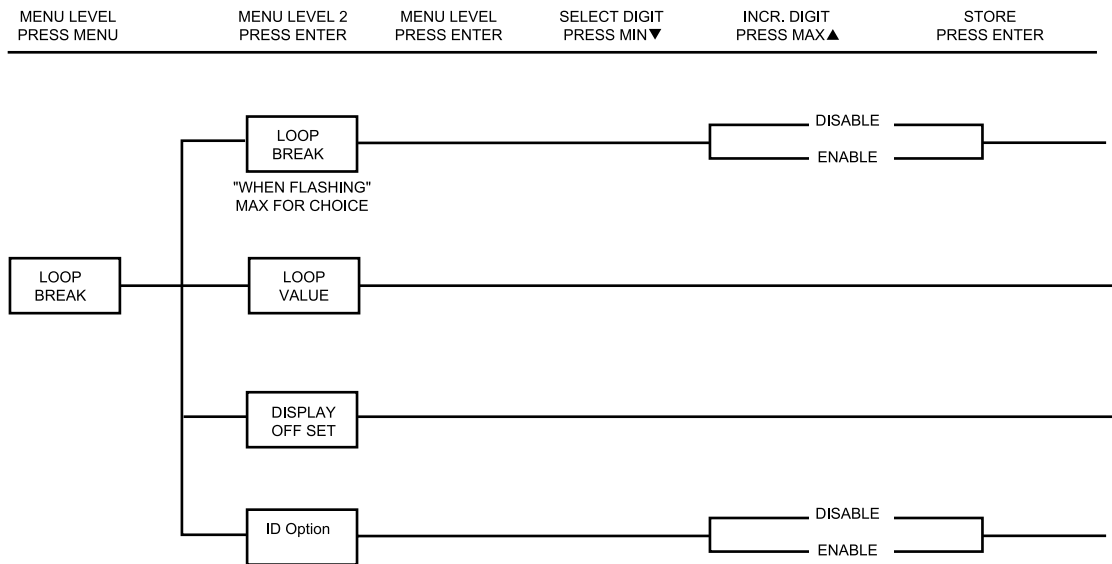 MENU LEVEL
PRESS MENU
MENU LEVEL 2
PRESS ENTER
MENU LEVEL
PRESS ENTER
SELECT DIGIT
PRESS MIN▼
INCR. DIGIT
PRESS MAX▲
STORE
PRESS ENTER
LOOP
BREAK
DISABLE
ENABLE
"WHEN FLASHING"
MAX FOR CHOICE
LOOP
BREAK
LOOP
VALUE
DISPLAY
OFF SET
ID Option
DISABLE
ENABLE